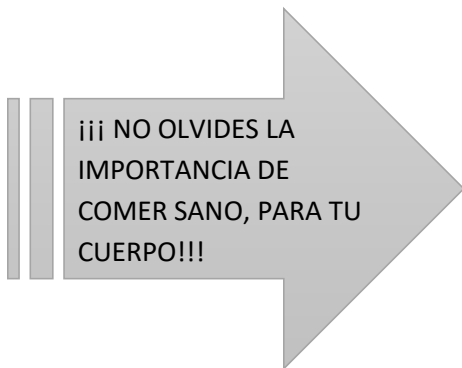 ¡¡¡ NO OLVIDES LA
IMPORTANCIA DE
COMER SANO, PARA TU
CUERPO!!!